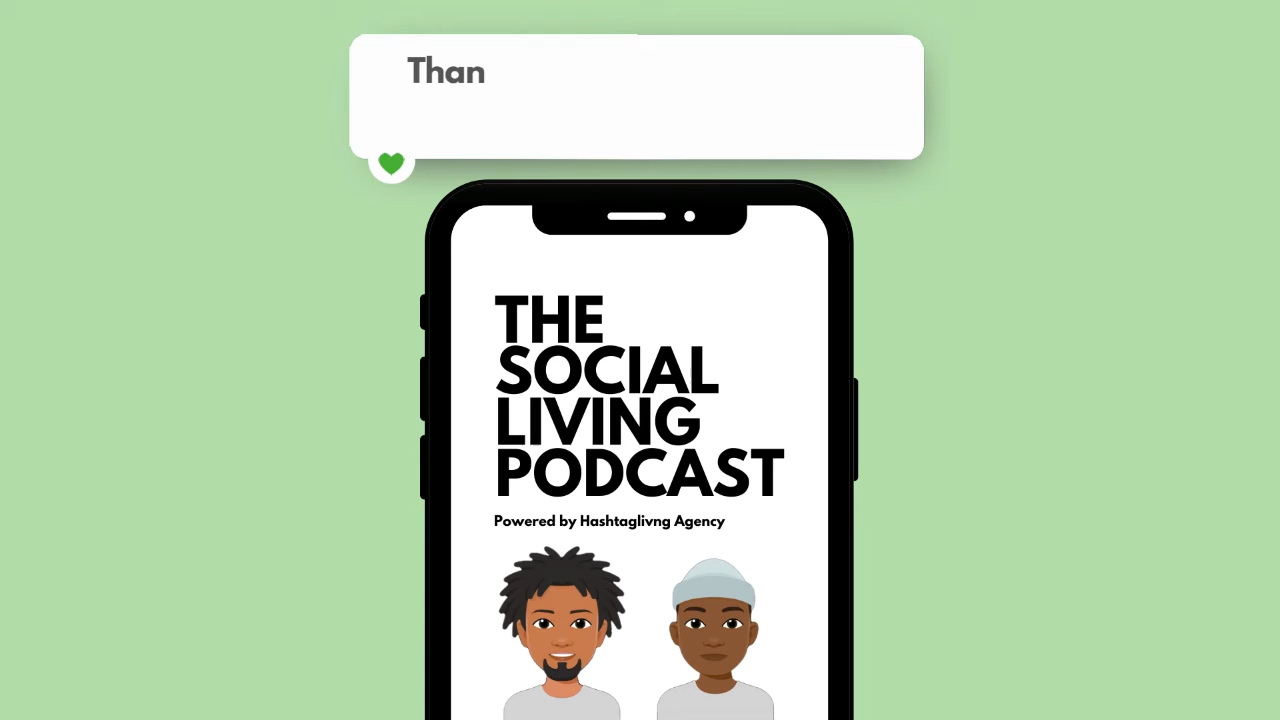 Than
THE
SOCIAL
LIVING
PODCAST
Powered by Hashtaglivng Agency